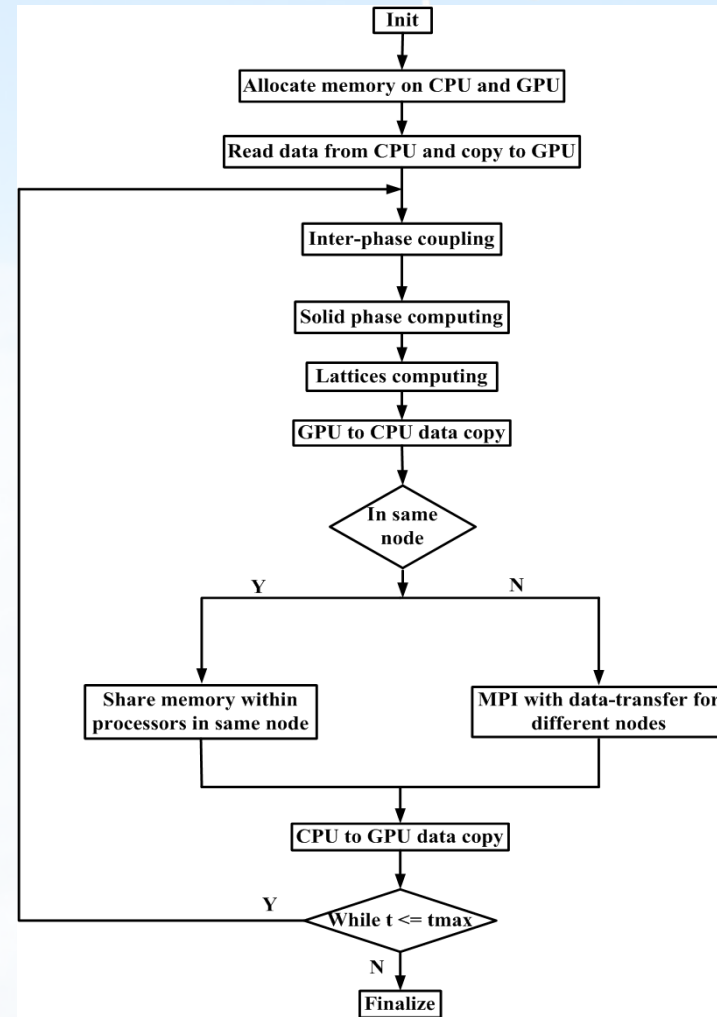 Init
Allocate memory on CPU and GPU
Read data from CPU and copy to GPU
Inter-phase coupling
Solid phase computing
Lattices computing
GPU to CPU data copy
In same
node
Y
N
Share memory within
processors in same node
MPI with data-transfer for
different nodes
CPU to GPU data copy
Y
While t <= tmax
N
Finalize